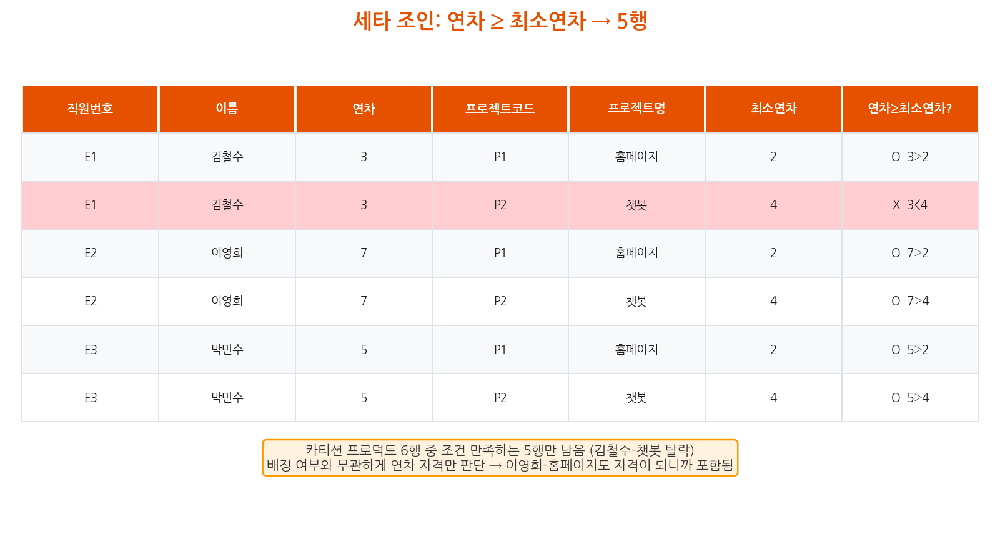 세타 조인: 연차 ≥ 최소연차 → 5행
직원번호 이름 연차 프로젝트코드 프로젝트명 최소연차 연차≥최소연차?
E1 김철수 3 P1 홈페이지 2 O 3≥2
E1 김철수 3 P2 챗봇 4 X 3<4
E2 이영희 7 P1 홈페이지 2 O 7≥2
E2 이영희 7 P2 챗봇 4 O 7≥4
E3 박민수 5 P1 홈페이지 2 O 5≥2
E3 박민수 5 P2 챗봇 4 O 5≥4
카티션 프로덕트 6행 중 조건 만족하는 5행만 남음 (김철수-챗봇 탈락)
배정 여부와 무관하게 연차 자격만 판단 → 이영희-홈페이지도 자격이 되니까 포함됨